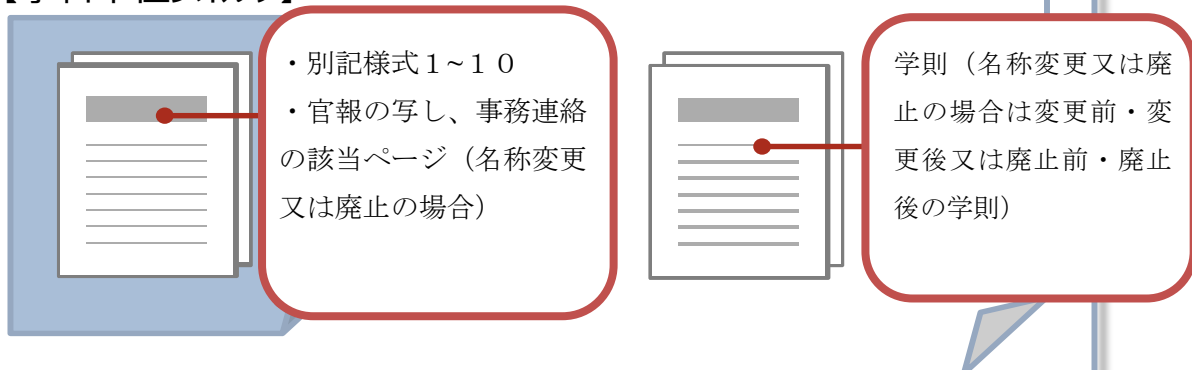 ・別記様式１~１０
・官報の写し、事務連絡
の該当ページ（名称変更
又は廃止の場合）
学則（名称変更又は廃
止の場合は変更前・変
更後又は廃止前・廃止
後の学則）